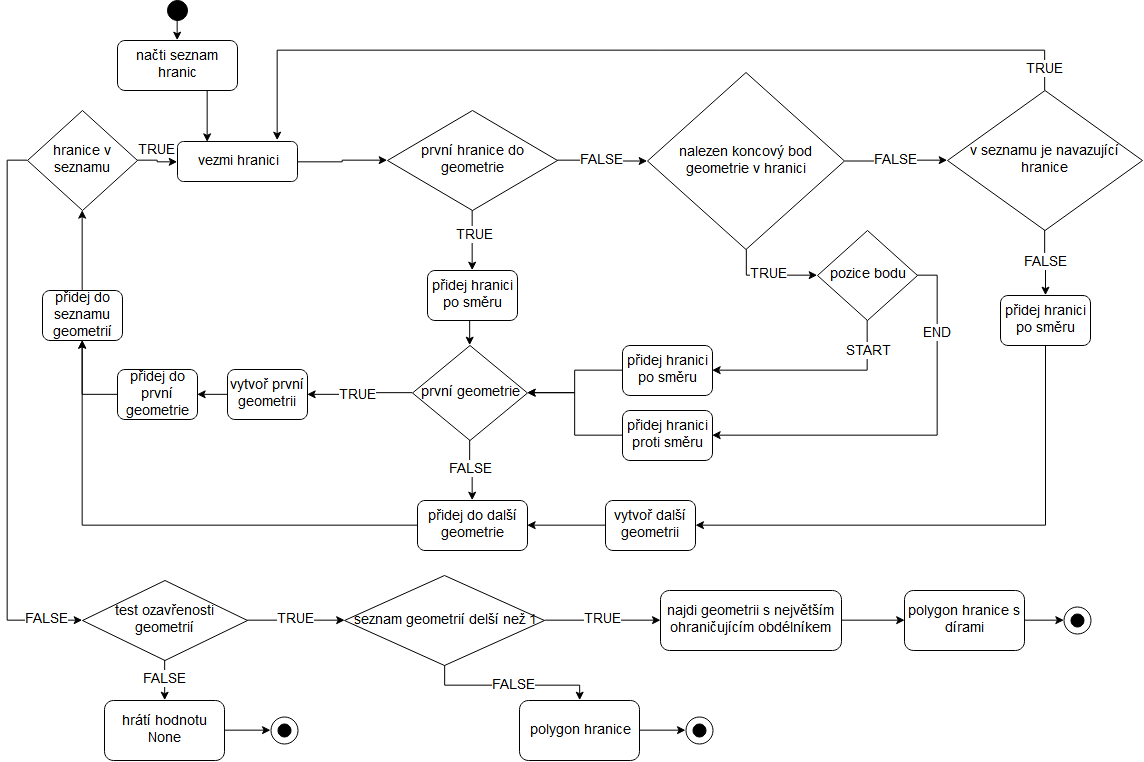 načti seznam
hranic
TRUE
hranice v
seznamu
TRUE
vezmi hranici
první hranice do
geometrie
FALSE
nalezen koncový bod
geometrie v hranici
FALSE
v seznamu je navazující
hranice
TRUE
TRUE
pozice bodu
FALSE
přidej hranici
po směru
přidej hranici
po směru
přidej do
seznamu
geometrií
END
START
přidej hranici
po směru
přidej do
první
geometrie
vytvoř první
geometrii
TRUE
první geometrie
přidej hranici
proti směru
FALSE
přidej do další
geometrie
vytvoř další
geometrii
FALSE
test ozavřenosti
geometrií
TRUE
seznam geometrií delší než 1
TRUE
najdi geometrii s největším
ohraničujícím obdélníkem
polygon hranice s
dírami
FALSE
FALSE
hrátí hodnotu
None
polygon hranice